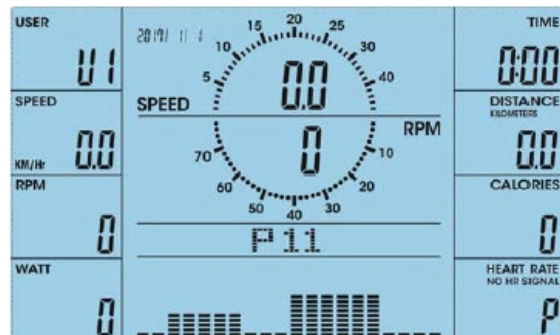 USER
U1
SPEED
KM/Hr 0.0
RPM
0
WATT
0
5 10 15 20 25 30 40
SPEED 0.0
0 RPM
70 60 50 40 30 20 10
P11
TIME
0:00
DISTANCE
KILOMETERS
0.0
CALORIES
0
HEART RATE
NO HR SIGNAL
P